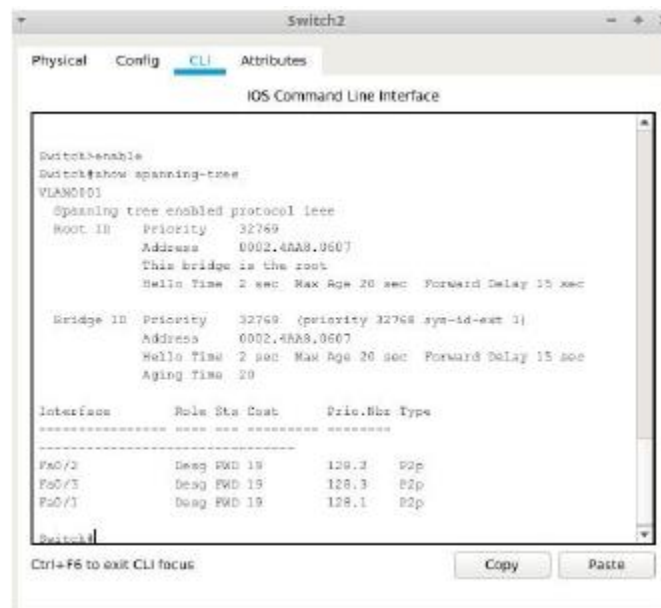 Switch2
Physical Config CLI Attributes
IOS Command Line Interface
Switch>enable
Switch#show spanning-tree
VLAN0001
Spanning tree enabled protocol ieee
Root ID Priority 32769
Address 0002.4AA8.0607
This bridge is the root
Hello Time 2 sec Max Age 20 sec Forward Delay 15 sec
Bridge ID Priority 32769 (priority 32768 sys-id-ext 1)
Address 0002.4AA8.0607
Hello Time 2 sec Max Age 20 sec Forward Delay 15 sec
Aging Time 20
Interface Role Sts Cost Prio.Nbr Type
---------------- ---- --- --------- -------- --------------------------------
Fa0/2 Desg FWD 19 128.2 P2p
Fa0/3 Desg FWD 19 128.3 P2p
Fa0/1 Desg FWD 19 128.1 P2p
Switch#
Ctrl+F6 to exit CLI focus
Copy Paste